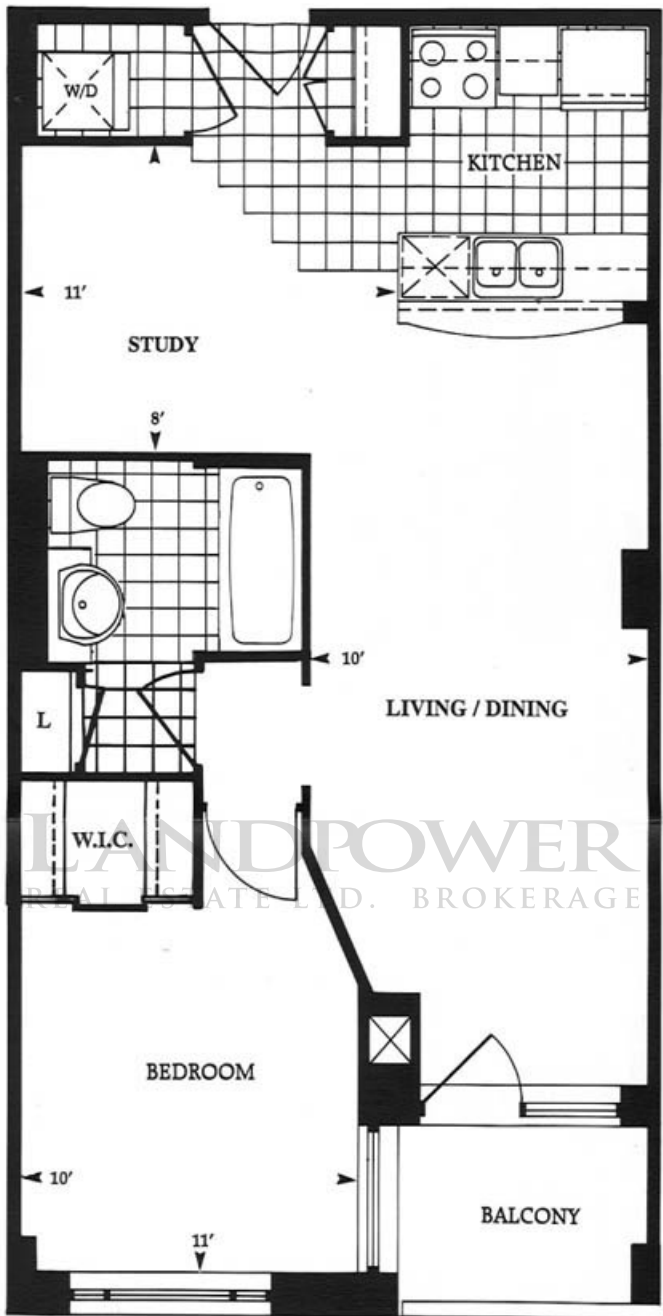 W/D
KITCHEN
11'
STUDY
8'
10'
LIVING / DINING
L
W.I.C.
LANDPOWER
REAL ESTATE LTD. BROKERAGE
BEDROOM
10'
BALCONY
11'